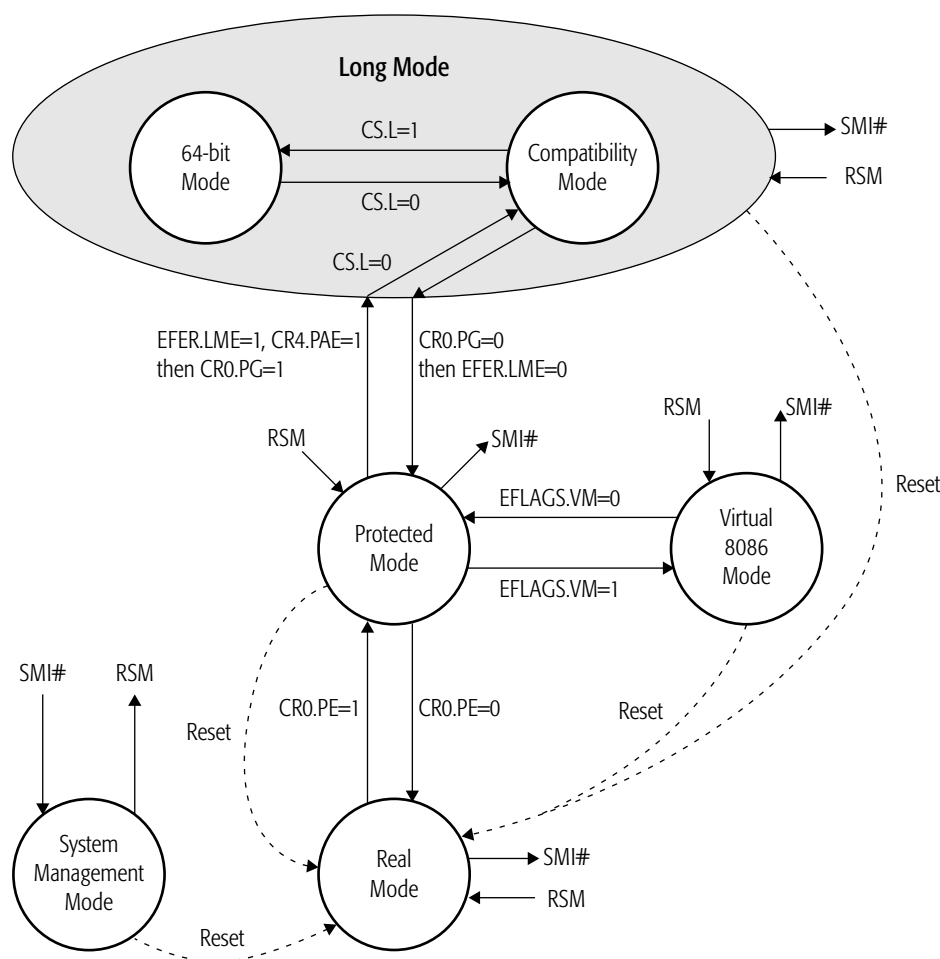 Long Mode
64-bit
Mode
CS.L=1
CS.L=0
Compatibility
Mode
SMI#
RSM
CS.L=0
EFER.LME=1, CR4.PAE=1
then CR0.PG=1
CR0.PG=0
then EFER.LME=0
RSM
SMI#
RSM
SMI#
Reset
Protected
Mode
EFLAGS.VM=0
EFLAGS.VM=1
Virtual
8086
Mode
SMI#
RSM
Reset
CR0.PE=1
CR0.PE=0
Reset
System
Management
Mode
Real
Mode
SMI#
RSM
Reset